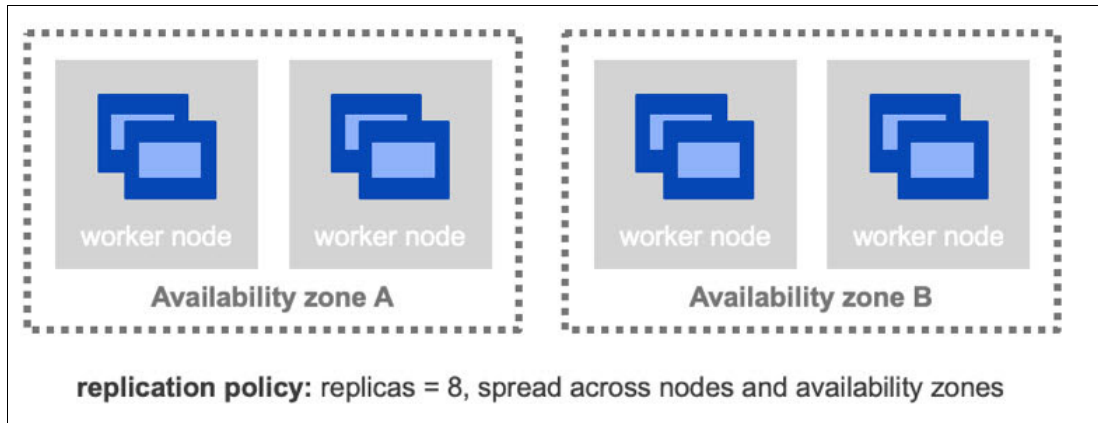 worker node
worker node
Availability zone A
worker node
worker node
Availability zone B
replication policy: replicas = 8, spread across nodes and availability zones